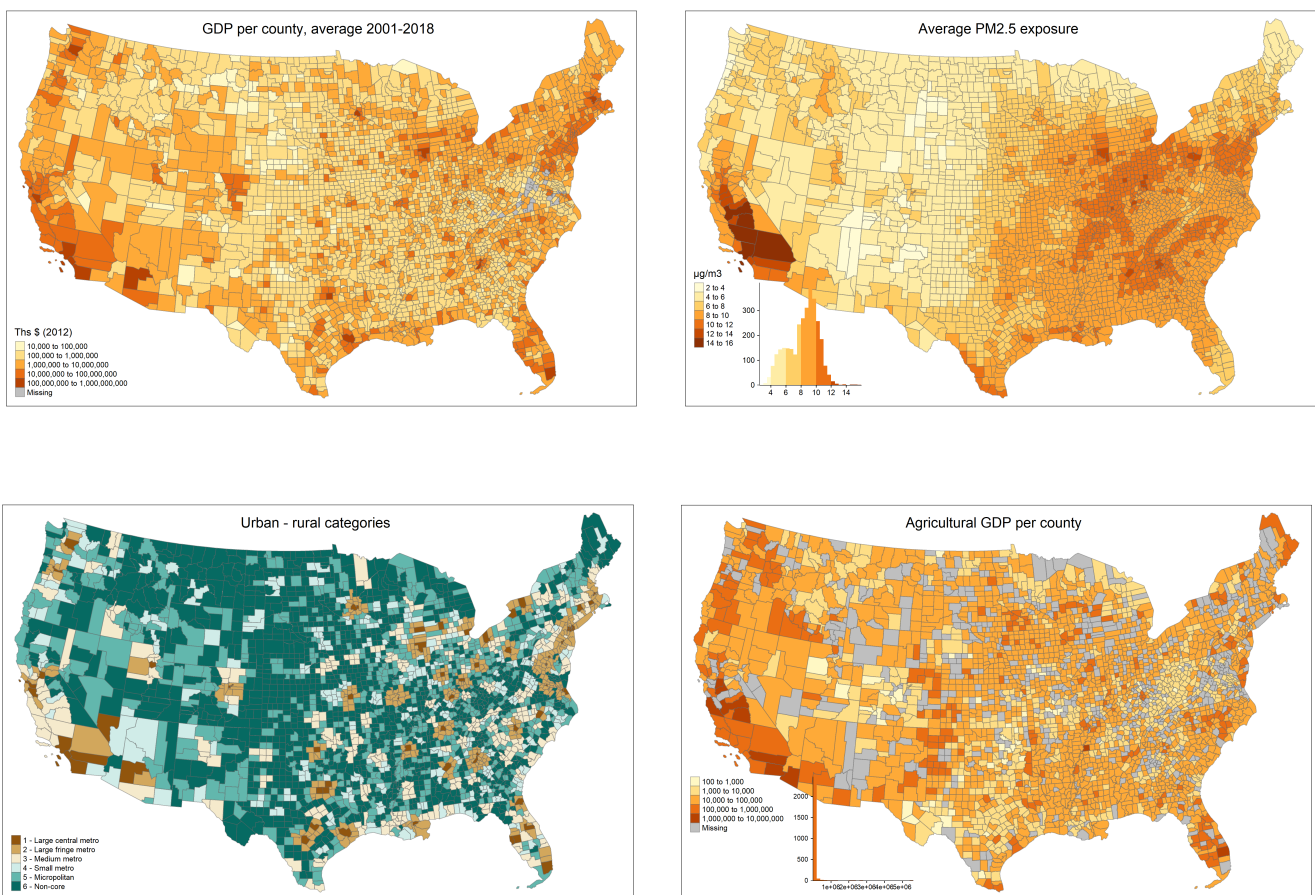 GDP per county, average 2001-2018
Ths $ (2012)
10,000 to 100,000
100,000 to 1,000,000
1,000,000 to 10,000,000
10,000,000 to 100,000,000
100,000,000 to 1,000,000,000
Missing
Average PM2.5 exposure
µg/m3
2 to 4
4 to 6
6 to 8
8 to 10
10 to 12
12 to 14
14 to 16
300
200
100
0
4 6 8 10 12 14
Urban - rural categories
1 - Large central metro
2 - Large fringe metro
3 - Medium metro
4 - Small metro
5 - Micropolitan
6 - Non-core
Agricultural GDP per county
100 to 1,000
1,000 to 10,000
10,000 to 100,000
100,000 to 1,000,000
1,000,000 to 10,000,000
Missing
2000
1500
1000
500
0
1e+062e+063e+064e+065e+06